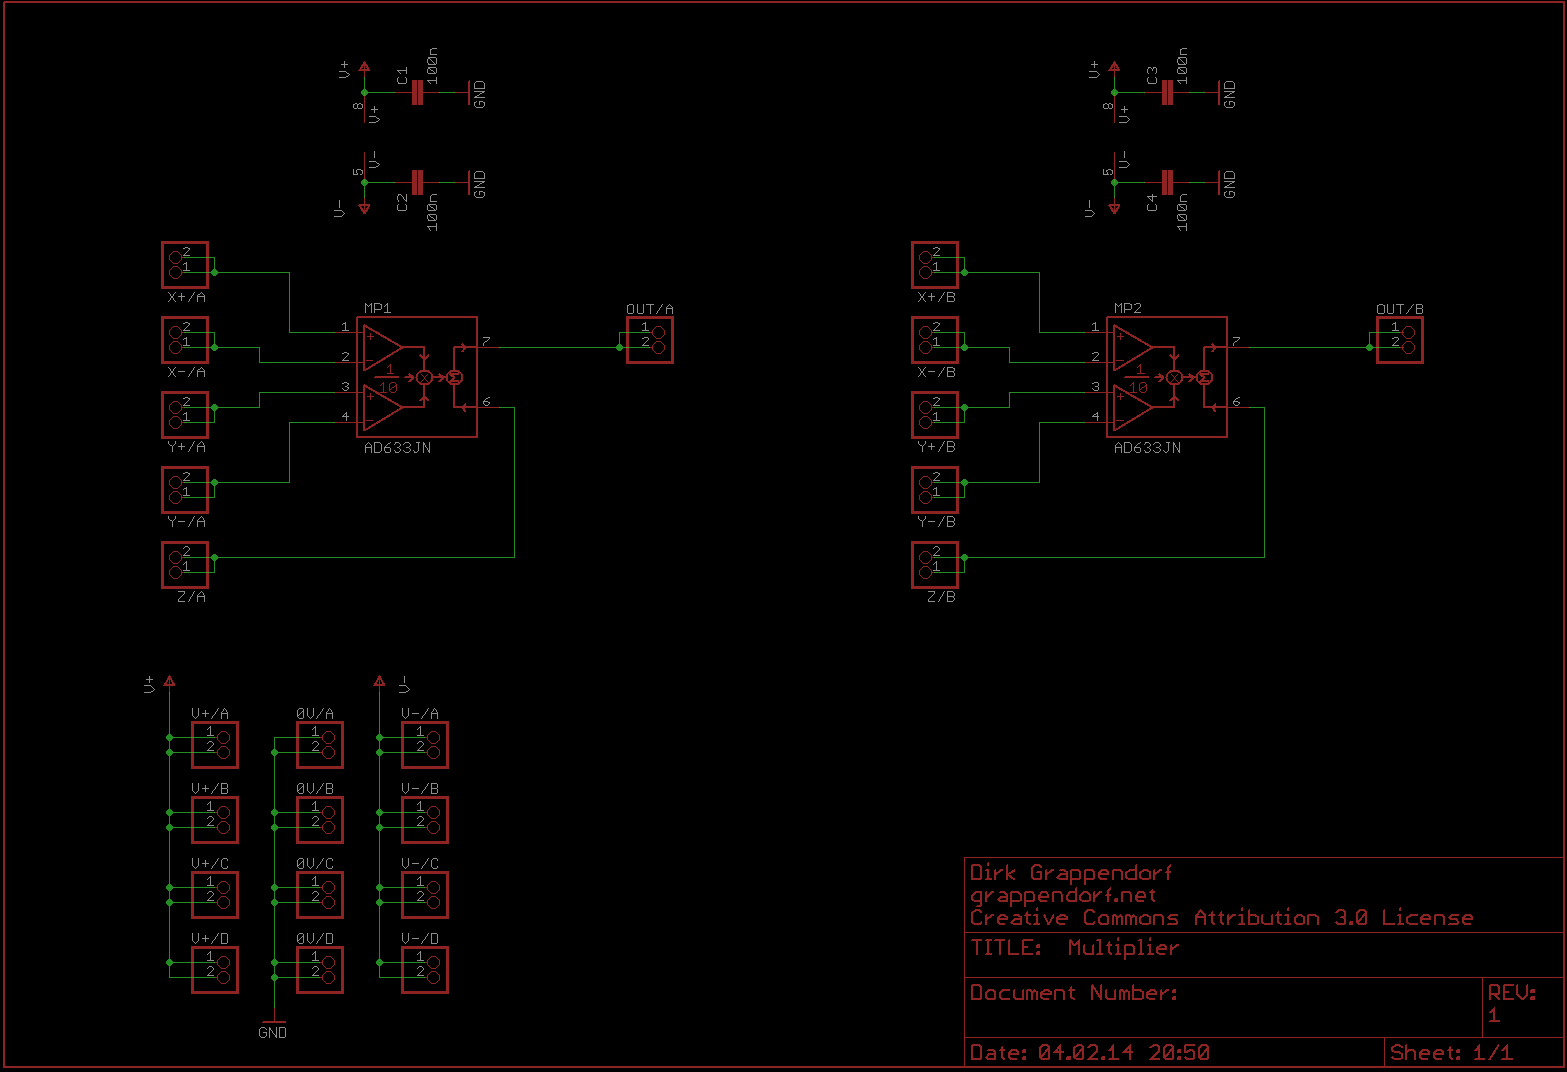 V+
8
V+
C1
100n
GND
V-
5
V-
C2
100n
GND
V+
8
V+
C3
100n
GND
V-
5
V-
C4
100n
GND
2
1
X+/A
2
1
X-/A
2
1
Y+/A
2
1
Y-/A
2
1
Z/A
MP1
1
2
3
4
+
-
+
-
1
10
X
Σ
7
6
AD633JN
OUT/A
1
2
2
1
X+/B
2
1
X-/B
2
1
Y+/B
2
1
Y-/B
2
1
Z/B
MP2
1
2
3
4
+
-
+
-
1
10
X
Σ
7
6
AD633JN
OUT/B
1
2
V+
V-
V+/A
1
2
0V/A
1
2
V-/A
1
2
V+/B
1
2
0V/B
1
2
V-/B
1
2
V+/C
1
2
0V/C
1
2
V-/C
1
2
V+/D
1
2
0V/D
1
2
V-/D
1
2
GND
Dirk Grappendorf
grappendorf.net
Creative Commons Attribution 3.0 License
TITLE: Multiplier
Document Number:
REV:
1
Date: 04.02.14 20:50
Sheet: 1/1